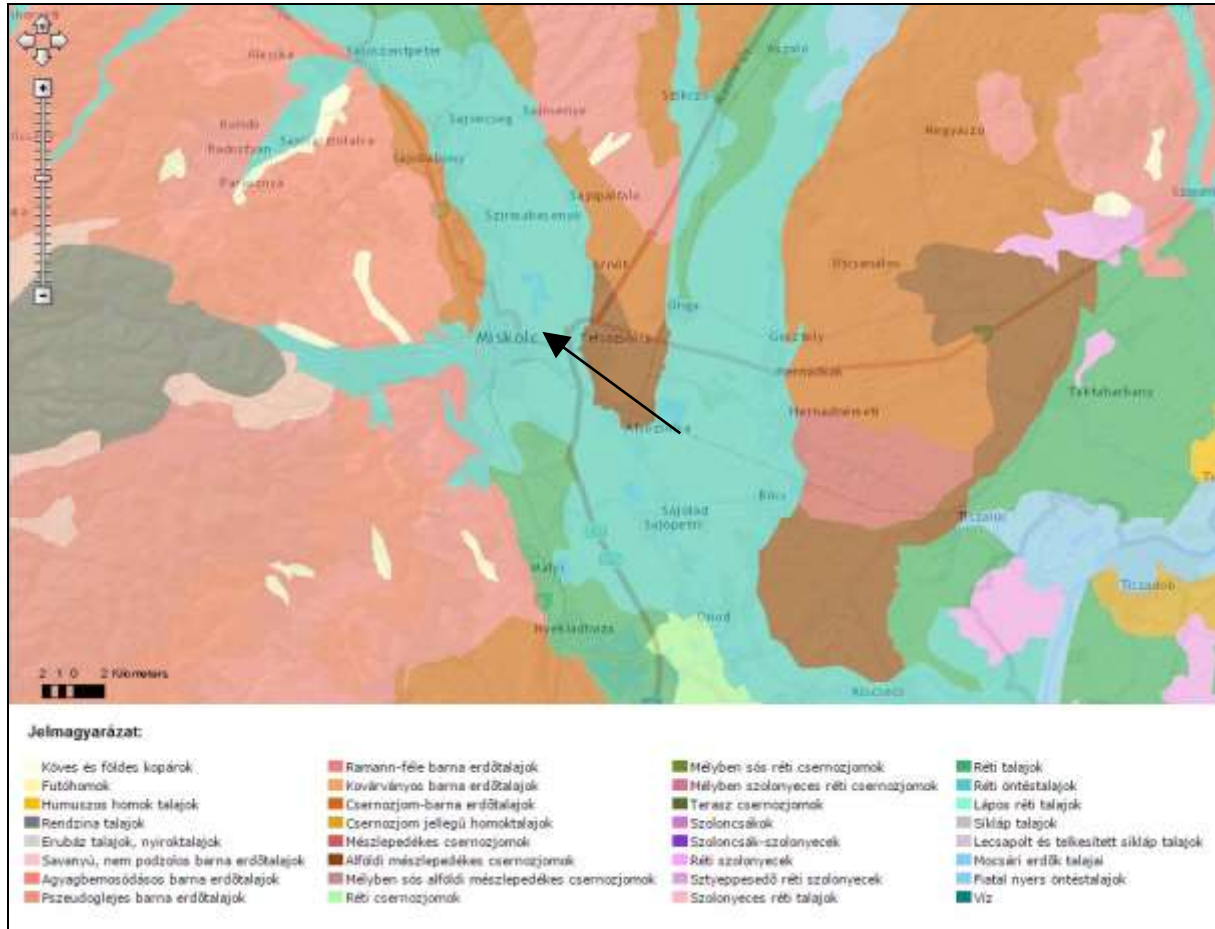 Alacska
Sajószentpéter
Aszaló
Szikszó
Kondó
Radostyán
Parasznya
Sajóecseg
Sajósenye
Megyaszó
Sajópálfala
Szirmabesenyő
Arnót
Onga
Miskolc
Felsőzsolca
Gesztely
Hernádkak
Hernádnémeti
Taktaharkány
Alsózsolca
Bőcs
Sajólád
Sajópetri
Tiszalúc
Mályi
Tiszadob
Nyékládháza
Ónod
2 1 0 2 Kilometers
Jelmagyarázat:
Köves és földes kopárok
Futóhomok
Humuszos homok talajok
Rendzina talajok
Erubáz talajok, nyiroktalajok
Savanyú, nem podzolos barna erdőtalajok
Agyagbemosódásos barna erdőtalajok
Pszeudoglejes barna erdőtalajok
Ramann-féle barna erdőtalajok
Kovárványos barna erdőtalajok
Csernozjom-barna erdőtalajok
Csernozjom jellegű homoktalajok
Mészlepedékes csernozjomok
Alföldi mészlepedékes csernozjomok
Mélyben sós alföldi mészlepedékes csernozjomok
Réti csernozjomok
Mélyben sós réti csernozjomok
Mélyben szolonyeces réti csernozjomok
Terasz csernozjomok
Szoloncsákok
Szoloncsák-szolonyecek
Réti szolonyecek
Sztyeppesedő réti szolonyecek
Szolonyeces réti talajok
Réti talajok
Réti öntéstalajok
Lápos réti talajok
Síkláp talajok
Lecsapolt és telkesített síkláp talajok
Mocsári erdők talajai
Fiatal nyers öntéstalajok
Víz